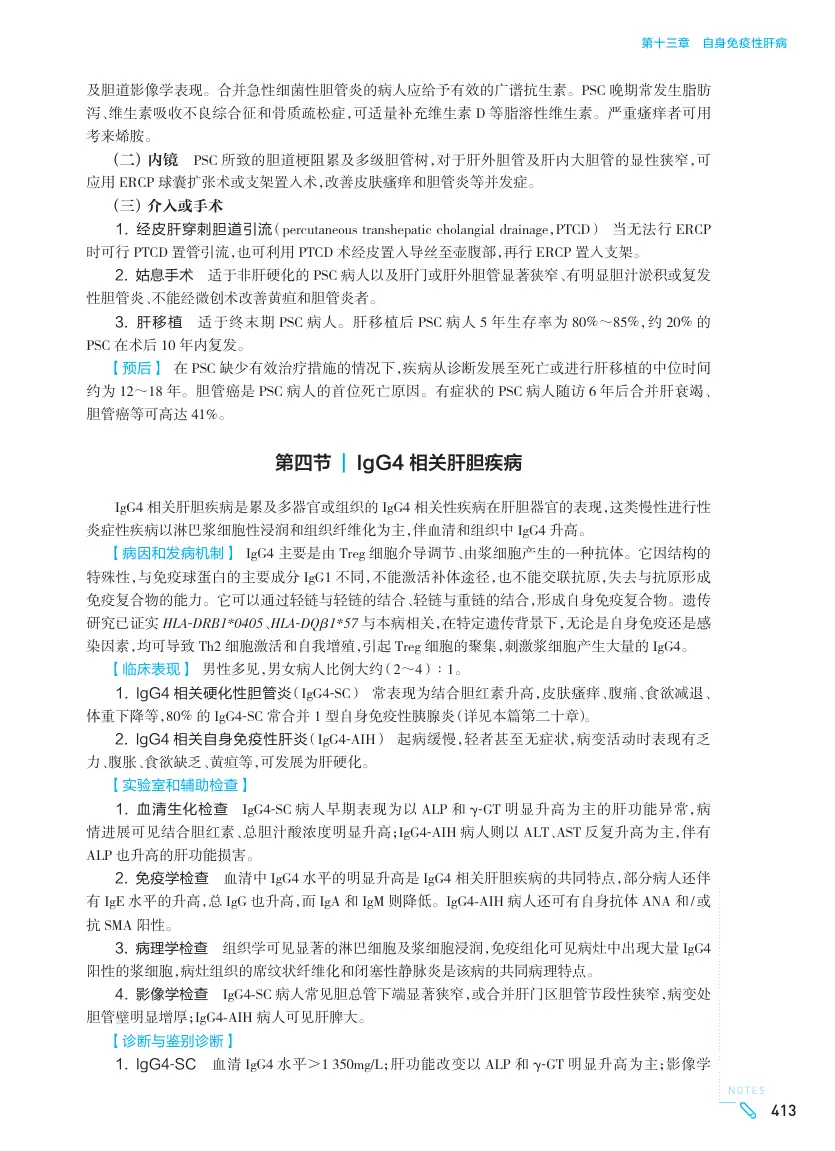 第十三章 自身免疫性肝病
及胆道影像学表现。合并急性细菌性胆管炎的病人应给予有效的广谱抗生素。PSC 晚期常发生脂肪
泻、维生素吸收不良综合征和骨质疏松症,可适量补充维生素 D 等脂溶性维生素。严重瘙痒者可用
考来烯胺。
(二)内镜 PSC 所致的胆道梗阻累及多级胆管树,对于肝外胆管及肝内大胆管的显性狭窄,可
应用 ERCP 球囊扩张术或支架置入术,改善皮肤瘙痒和胆管炎等并发症。
(三)介入或手术
1. 经皮肝穿刺胆道引流(percutaneous transhepatic cholangial drainage,PTCD) 当无法行 ERCP
时可行 PTCD 置管引流,也可利用 PTCD 术经皮置入导丝至壶腹部,再行 ERCP 置入支架。
2. 姑息手术 适于非肝硬化的 PSC 病人以及肝门或肝外胆管显著狭窄、有明显胆汁淤积或复发
性胆管炎、不能经微创术改善黄疸和胆管炎者。
3. 肝移植 适于终末期 PSC 病人。肝移植后 PSC 病人 5 年生存率为 80%~85%,约 20% 的
PSC 在术后 10 年内复发。
【预后】 在 PSC 缺少有效治疗措施的情况下,疾病从诊断发展至死亡或进行肝移植的中位时间
约为 12~18 年。胆管癌是 PSC 病人的首位死亡原因。有症状的 PSC 病人随访 6 年后合并肝衰竭、
胆管癌等可高达 41%。
第四节 | IgG4 相关肝胆疾病
IgG4 相关肝胆疾病是累及多器官或组织的 IgG4 相关性疾病在肝胆器官的表现,这类慢性进行性
炎症性疾病以淋巴浆细胞性浸润和组织纤维化为主,伴血清和组织中 IgG4 升高。
【病因和发病机制】 IgG4 主要是由 Treg 细胞介导调节、由浆细胞产生的一种抗体。它因结构的
特殊性,与免疫球蛋白的主要成分 IgG1 不同,不能激活补体途径,也不能交联抗原,失去与抗原形成
免疫复合物的能力。它可以通过轻链与轻链的结合、轻链与重链的结合,形成自身免疫复合物。遗传
研究已证实 HLA-DRB1*0405、HLA-DQβ1*57 与本病相关,在特定遗传背景下,无论是自身免疫还是感
染因素,均可导致 Th2 细胞激活和自我增殖,引起 Treg 细胞的聚集,刺激浆细胞产生大量的 IgG4。
【临床表现】 男性多见,男女病人比例大约(2~4)∶1。
1. IgG4 相关硬化性胆管炎(IgG4-SC) 常表现为结合胆红素升高,皮肤瘙痒、腹痛、食欲减退、
体重下降等,80% 的 IgG4-SC 常合并 1 型自身免疫性胰腺炎(详见本篇第二十章)。
2. IgG4 相关自身免疫性肝炎(IgG4-AIH) 起病缓慢,轻者甚至无症状,病变活动时表现有乏
力、腹胀、食欲缺乏、黄疸等,可发展为肝硬化。
【实验室和辅助检查】
1. 血清生化检查 IgG4-SC 病人早期表现为以 ALP 和 γ-GT 明显升高为主的肝功能异常,病
情进展可见结合胆红素、总胆汁酸浓度明显升高;IgG4-AIH 病人则以 ALT、AST 反复升高为主,伴有
ALP 也升高的肝功能损害。
2. 免疫学检查 血清中 IgG4 水平的明显升高是 IgG4 相关肝胆疾病的共同特点,部分病人还伴
有 IgE 水平的升高,总 IgG 也升高,而 IgA 和 IgM 则降低。IgG4-AIH 病人还可有自身抗体 ANA 和/或
抗 SMA 阳性。
3. 病理学检查 组织学可见显著的淋巴细胞及浆细胞浸润,免疫组化可见病灶中出现大量 IgG4
阳性的浆细胞,病灶组织的席纹状纤维化和闭塞性静脉炎是该病的共同病理特点。
4. 影像学检查 IgG4-SC 病人常见胆总管下端显著狭窄,或合并肝门区胆管节段性狭窄,病变处
胆管壁明显增厚;IgG4-AIH 病人可见肝脾大。
【诊断与鉴别诊断】
1. IgG4-SC 血清 IgG4 水平>1 350mg/L;肝功能改变以 ALP 和 γ-GT 明显升高为主;影像学
NOTES
413